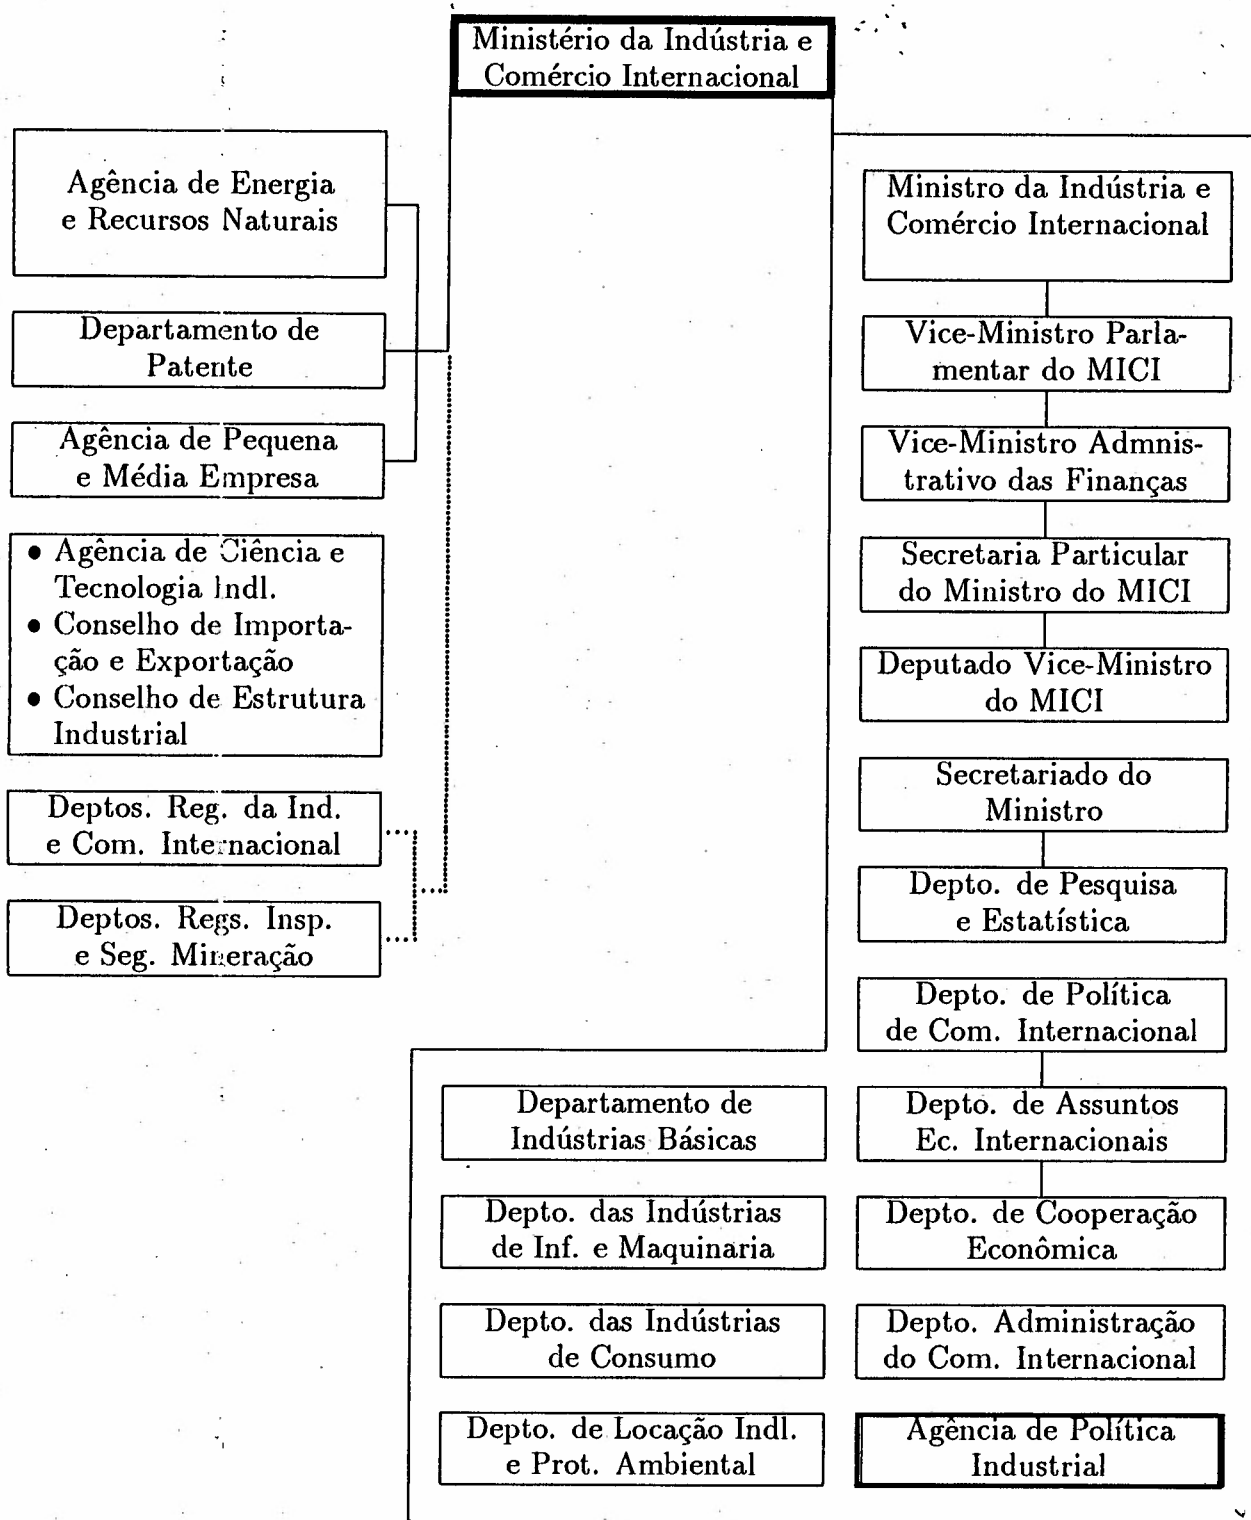 Ministério da Indústria e
Comércio Internacional
Agência de Energia
e Recursos Naturais
Departamento de
Patente
Agência de Pequena
e Média Empresa
• Agência de Ciência e
Tecnologia Indl.
• Conselho de Importa-
ção e Exportação
• Conselho de Estrutura
Industrial
Deptos. Reg. da Ind.
e Com. Internacional
Deptos. Regs. Insp.
e Seg. Mineração
Ministro da Indústria e
Comércio Internacional
Vice-Ministro Parla-
mentar do MICI
Vice-Ministro Admnis-
trativo das Finanças
Secretaria Particular
do Ministro do MICI
Deputado Vice-Ministro
do MICI
Secretariado do
Ministro
Depto. de Pesquisa
e Estatística
Depto. de Política
de Com. Internacional
Depto. de Assuntos
Ec. Internacionais
Depto. de Cooperação
Econômica
Depto. Administração
do Com. Internacional
Agência de Política
Industrial
Departamento de
Indústrias Básicas
Depto. das Indústrias
de Inf. e Maquinaria
Depto. das Indústrias
de Consumo
Depto. de Locação Indl.
e Prot. Ambiental